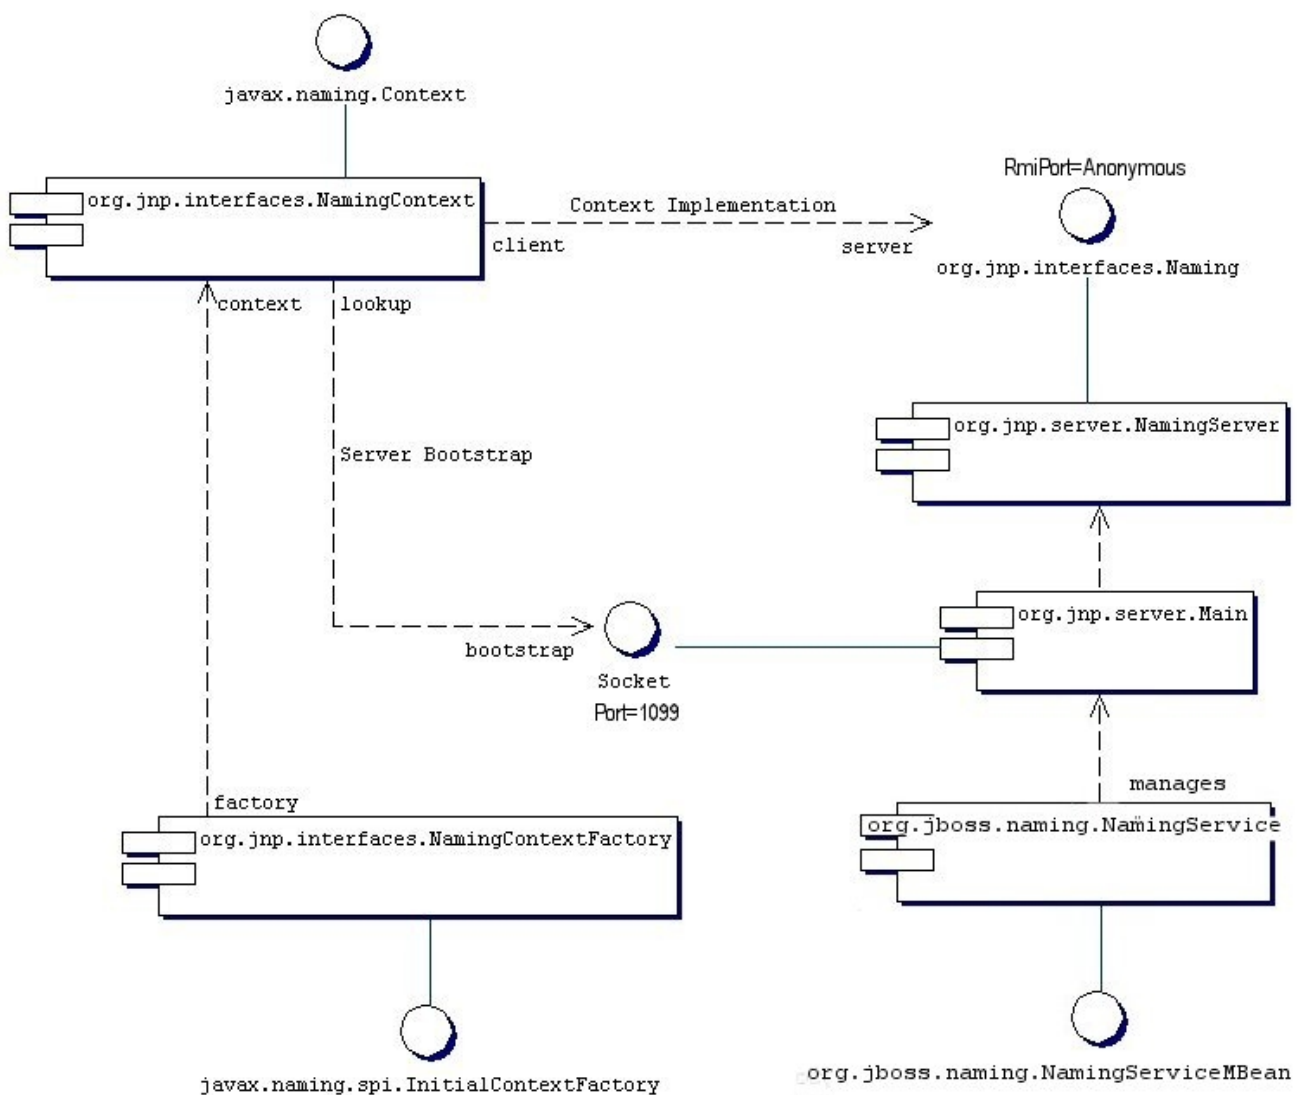 javax.naming.Context
RmiPort=Anonymous
org.jnp.interfaces.NamingContext
Context Implementation
client
server
org.jnp.interfaces.Naming
context
lookup
org.jnp.server.NamingServer
Server Bootstrap
org.jnp.server.Main
bootstrap
Socket
Port=1099
manages
factory
org.jboss.naming.NamingService
org.jnp.interfaces.NamingContextFactory
javax.naming.spi.InitialContextFactory
org.jboss.naming.NamingServiceMBean